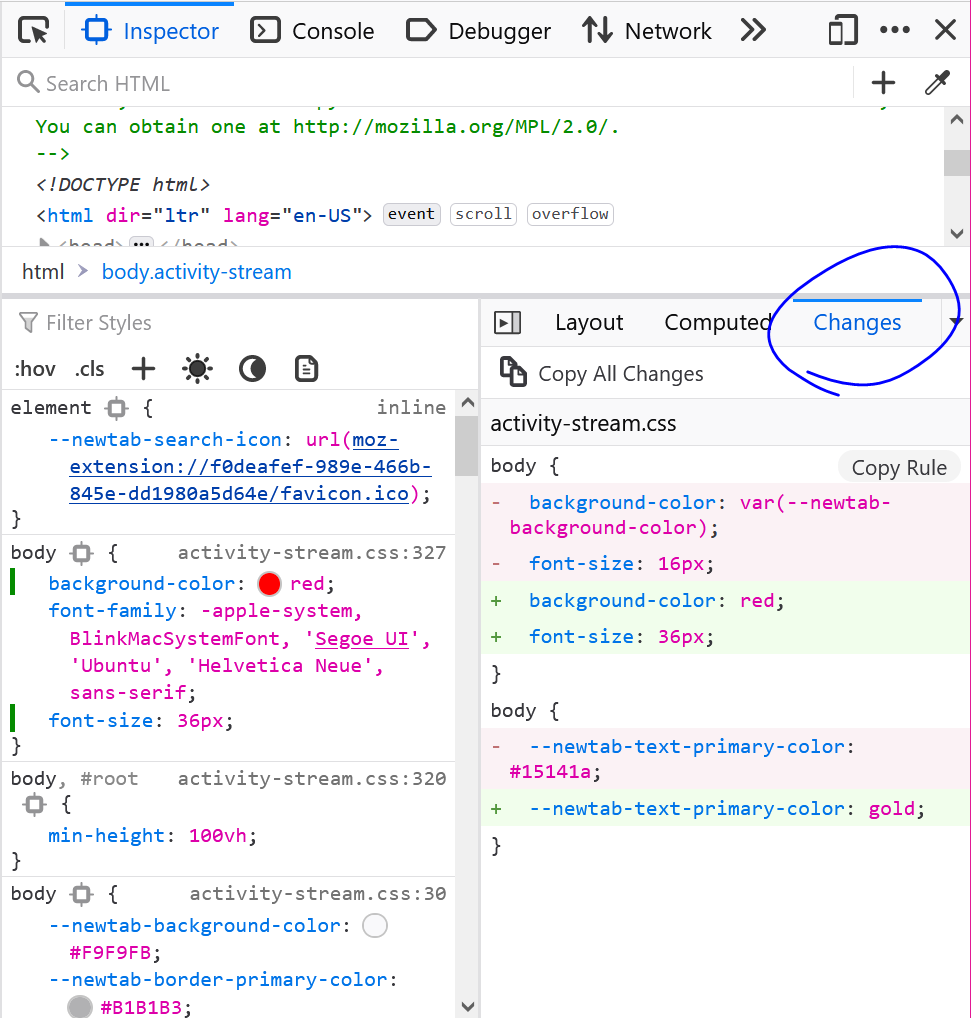 Inspector Console Debugger Network
Search HTML
You can obtain one at http://mozilla.org/MPL/2.0/.
-->
<!DOCTYPE html>
<html dir="ltr" lang="en-US"> event scroll overflow
<head> ••• </head>
html > body.activity-stream
Filter Styles
:hov .cls
element { inline
--newtab-search-icon: url(moz-
extension://f0deafef-989e-466b-
845e-dd1980a5d64e/favicon.ico);
}
body { activity-stream.css:327
background-color: red;
font-family: -apple-system,
BlinkMacSystemFont, 'Segoe UI',
'Ubuntu', 'Helvetica Neue',
sans-serif;
font-size: 36px;
}
body, #root activity-stream.css:320
{
min-height: 100vh;
}
body { activity-stream.css:30
--newtab-background-color:
#F9F9FB;
--newtab-border-primary-color:
#B1B1B3;
Layout Computed Changes
Copy All Changes
activity-stream.css
body { Copy Rule
- background-color: var(--newtab-
background-color);
- font-size: 16px;
+ background-color: red;
+ font-size: 36px;
}
body {
- --newtab-text-primary-color:
#15141a;
+ --newtab-text-primary-color: gold;
}